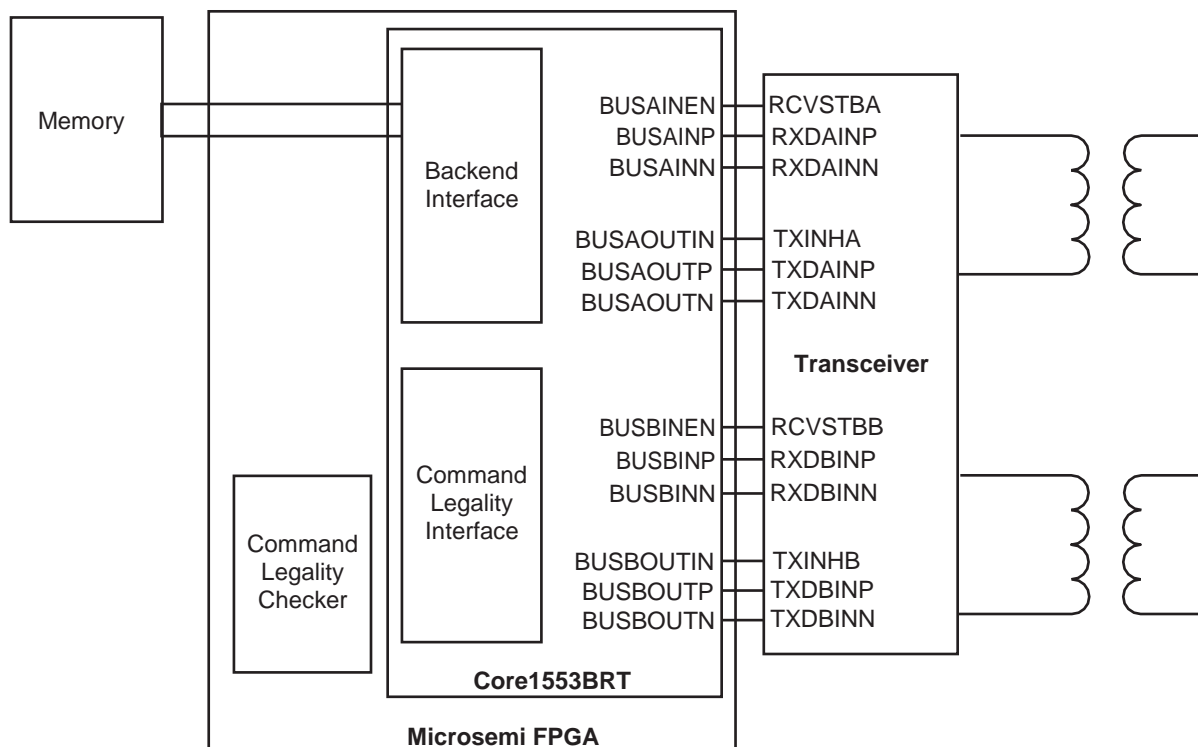 Memory
Backend
Interface
BUSAINEN
RCVSTBA
BUSAINP
RXDAINP
BUSAINN
RXDAINN
BUSAOUTIN
TXINHA
BUSAOUTP
TXDAINP
BUSAOUTN
TXDAINN
Transceiver
Command
Legality
Interface
BUSBINEN
RCVSTBB
BUSBINP
RXDBINP
BUSBINN
RXDBINN
Command
Legality
Checker
BUSBOUTIN
TXINHB
BUSBOUTP
TXDBINP
BUSBOUTN
TXDBINN
Core1553BRT
Microsemi FPGA